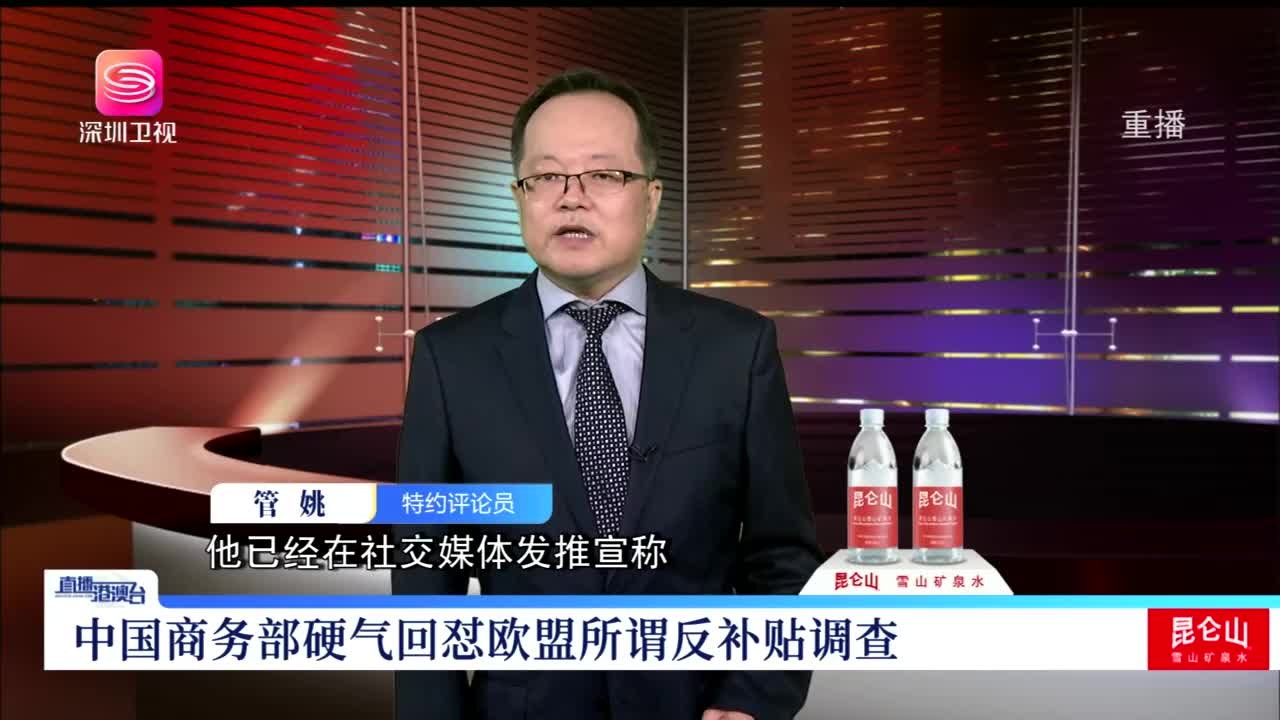 深圳卫视
重播
管姚
特约评论员
他已经在社交媒体发推宣称
直播港澳台
中国商务部硬气回怼欧盟所谓反补贴调查
昆仑山
昆仑山
昆仑山 雪山矿泉水
昆仑山
雪山矿泉水